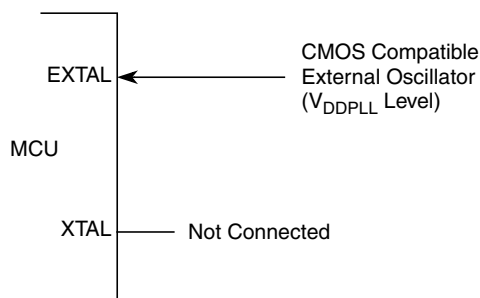 CMOS Compatible
External Oscillator
(VDDPLL Level)
EXTAL
MCU
XTAL
Not Connected